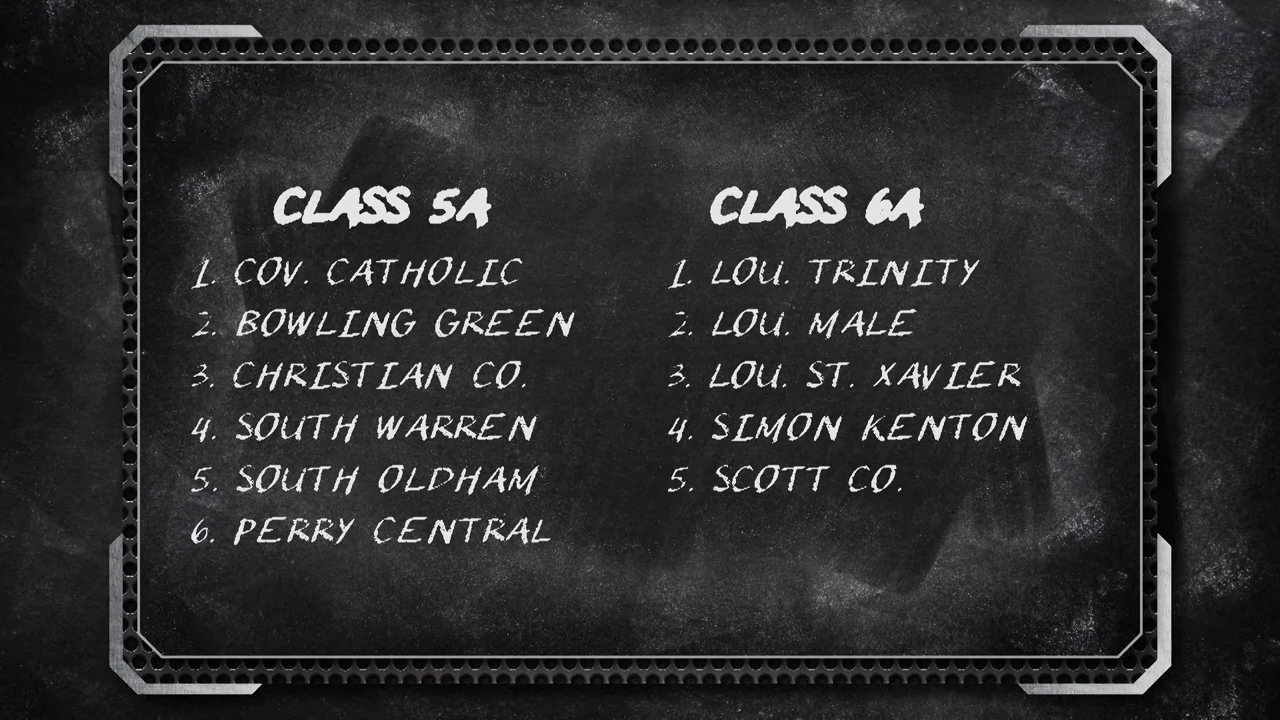 CLASS 5A
1. COV. CATHOLIC
2. BOWLING GREEN
3. CHRISTIAN CO.
4. SOUTH WARREN
5. SOUTH OLDHAM
6. PERRY CENTRAL
CLASS 6A
1. LOU. TRINITY
2. LOU. MALE
3. LOU. ST. XAVIER
4. SIMON KENTON
5. SCOTT CO.